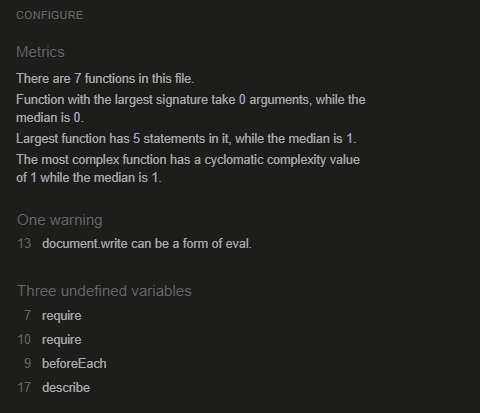 CONFIGURE
Metrics
There are 7 functions in this file.
Function with the largest signature take 0 arguments, while the
median is 0.
Largest function has 5 statements in it, while the median is 1.
The most complex function has a cyclomatic complexity value
of 1 while the median is 1.
One warning
13 document.write can be a form of eval.
Three undefined variables
7 require
10 require
9 beforeEach
17 describe